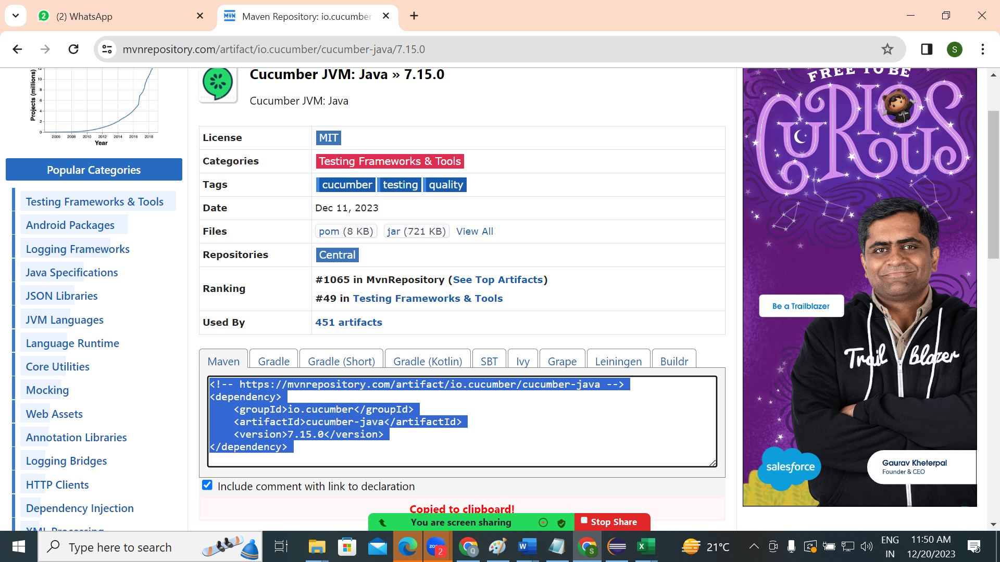 2
(2) WhatsApp
MVN
Maven Repository: io.cucumber
mvnrepository.com/artifact/io.cucumber/cucumber-java/7.15.0
S
Projects (millions)
12
10
8
6
4
2
0
2006 2008 2010 2012 2014 2016 2018
Year
Popular Categories
Testing Frameworks & Tools
Android Packages
Logging Frameworks
Java Specifications
JSON Libraries
JVM Languages
Language Runtime
Core Utilities
Mocking
Web Assets
Annotation Libraries
Logging Bridges
HTTP Clients
Dependency Injection
XML Processing
Cucumber JVM: Java » 7.15.0
Cucumber JVM: Java
License MIT
Categories Testing Frameworks & Tools
Tags cucumber testing quality
Date Dec 11, 2023
Files pom (8 KB) jar (721 KB) View All
Repositories Central
Ranking
#1065 in MvnRepository (See Top Artifacts)
#49 in Testing Frameworks & Tools
Used By 451 artifacts
Maven Gradle Gradle (Short) Gradle (Kotlin) SBT Ivy Grape Leiningen Buildr
<!-- https://mvnrepository.com/artifact/io.cucumber/cucumber-java -->
<dependency>
    <groupId>io.cucumber</groupId>
    <artifactId>cucumber-java</artifactId>
    <version>7.15.0</version>
</dependency>
Include comment with link to declaration
Copied to clipboard!
You are screen sharing Stop Share
FREE TO BE
CURIOUS
Be a Trailblazer
Trailblazer
salesforce
Gaurav Kheterpal
Founder & CEO
Type here to search
zoom
2
Q
W
S
X
21°C
ENG
IN
11:50 AM
12/20/2023